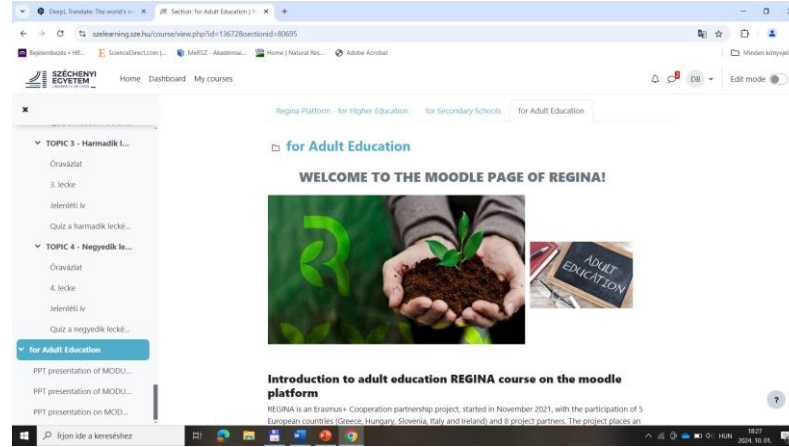 DeepL Translate: The world's m
Section: for Adult Education | R
szelearning.sze.hu/course/view.php?id=13672&sectionid=80695
Bejelentkezés • HB...
ScienceDirect.com |...
MeRSZ - Akadémiai...
Home | Natural Res...
Adobe Acrobat
Minden könyvjel
SZÉCHENYI
EGYETEM
UNIVERSITY OF GYŐR
Home Dashboard My courses
DB
Edit mode
TOPIC 3 - Harmadik l...
Óravázlat
3. lecke
Jelenléti ív
Quiz a harmadik lecké...
TOPIC 4 - Negyedik le...
Óravázlat
4. lecke
Jelenléti ív
Quiz a negyedik lecké...
for Adult Education
PPT presentation of MODU...
PPT presentation of MODU...
PPT presentation on MOD...
Regina Platform - for Higher Education for Secondary Schools for Adult Education
for Adult Education
WELCOME TO THE MOODLE PAGE OF REGINA!
R
ADULT
EDUCATION
Introduction to adult education REGINA course on the moodle
platform
REGINA is an Erasmus+ Cooperation partnership project, started in November 2021, with the participation of 5
European countries (Greece, Hungary, Slovenia, Italy and Ireland) and 8 project partners. The project places an
?
Írjon ide a kereséshez
HUN
18:27
2024. 10. 01.